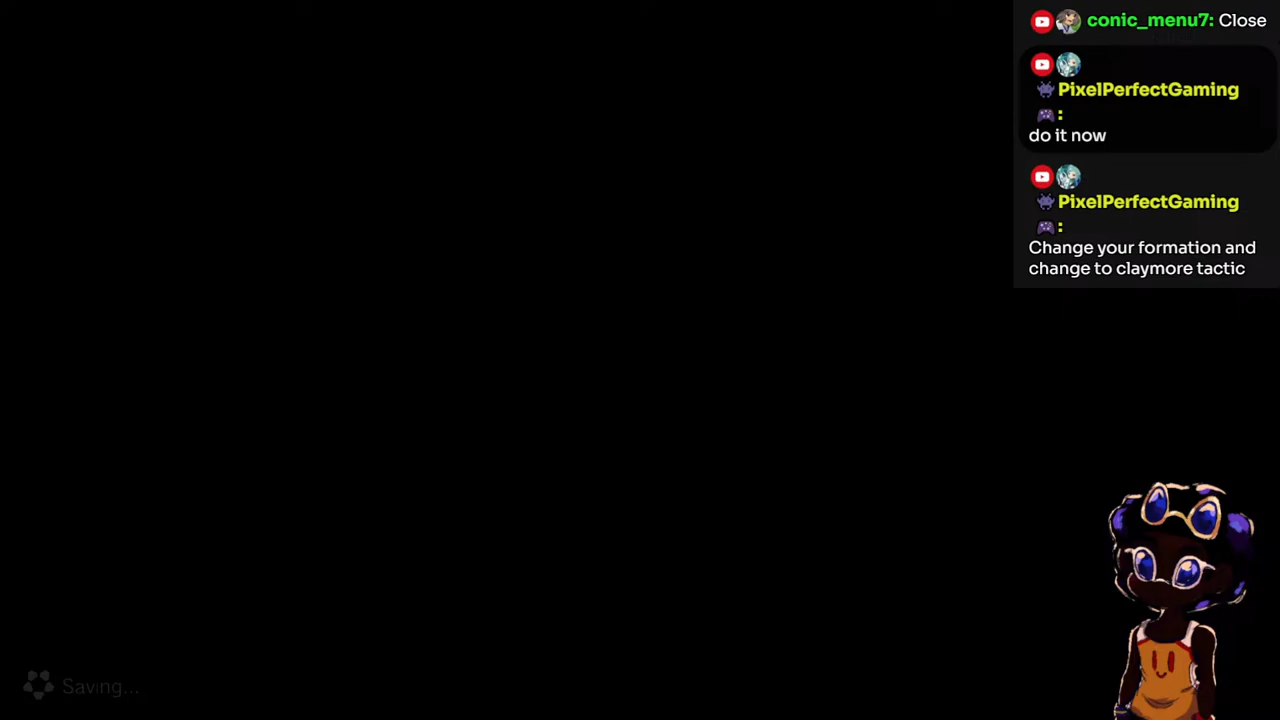 conic_menu7: Close
PixelPerfectGaming
:
do it now
PixelPerfectGaming
:
Change your formation and
change to claymore tactic
Saving...